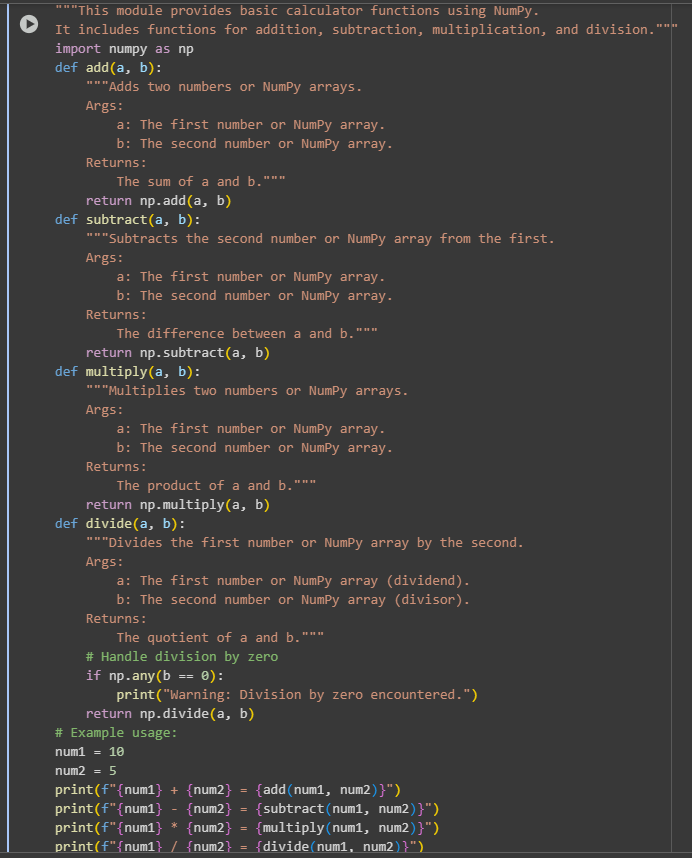 """This module provides basic calculator functions using NumPy.
It includes functions for addition, subtraction, multiplication, and division."""
import numpy as np
def add(a, b):
    """Adds two numbers or NumPy arrays.
    Args:
        a: The first number or NumPy array.
        b: The second number or NumPy array.
    Returns:
        The sum of a and b."""
    return np.add(a, b)
def subtract(a, b):
    """Subtracts the second number or NumPy array from the first.
    Args:
        a: The first number or NumPy array.
        b: The second number or NumPy array.
    Returns:
        The difference between a and b."""
    return np.subtract(a, b)
def multiply(a, b):
    """Multiplies two numbers or NumPy arrays.
    Args:
        a: The first number or NumPy array.
        b: The second number or NumPy array.
    Returns:
        The product of a and b."""
    return np.multiply(a, b)
def divide(a, b):
    """Divides the first number or NumPy array by the second.
    Args:
        a: The first number or NumPy array (dividend).
        b: The second number or NumPy array (divisor).
    Returns:
        The quotient of a and b."""
    # Handle division by zero
    if np.any(b == 0):
        print("Warning: Division by zero encountered.")
    return np.divide(a, b)
# Example usage:
num1 = 10
num2 = 5
print(f"{num1} + {num2} = {add(num1, num2)}")
print(f"{num1} - {num2} = {subtract(num1, num2)}")
print(f"{num1} * {num2} = {multiply(num1, num2)}")
print(f"{num1} / {num2} = {divide(num1, num2)}")